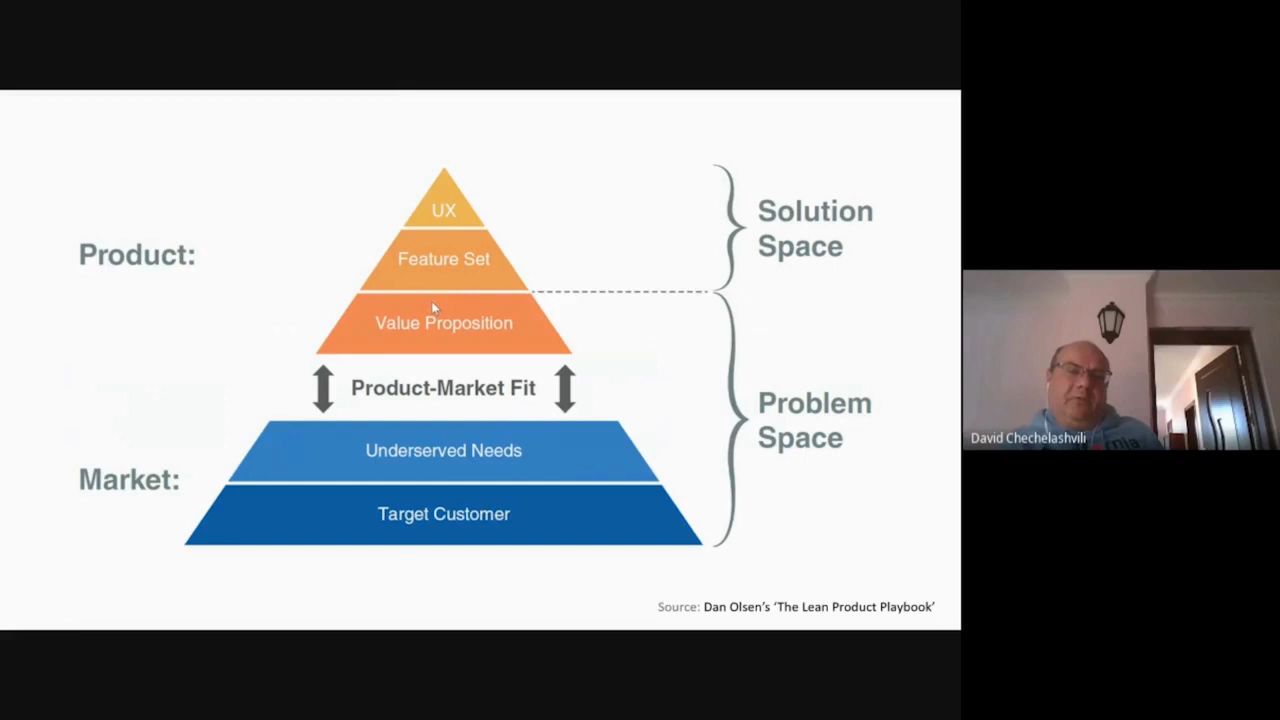 UX
Product:
Feature Set
Value Proposition
Product-Market Fit
Underserved Needs
Market:
Target Customer
Solution
Space
Problem
Space
Source: Dan Olsen’s ‘The Lean Product Playbook’
David Chechelashvili